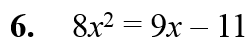 6. 8x² = 9x – 11